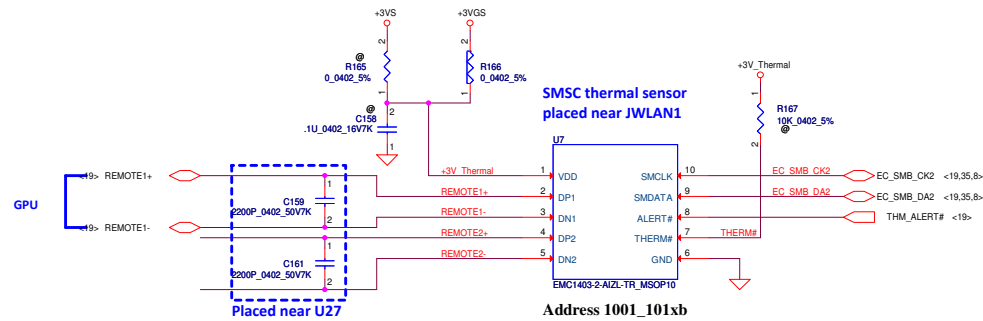 +3VS
+3VGS
@
R165
0_0402_5%
2
1
R166
0_0402_5%
2
1
@
C158
.1U_0402_16V7K
2
1
SMSC thermal sensor
placed near JWLAN1
+3V_Thermal
1
R167
10K_0402_5%
@
2
U7
GPU
<19> REMOTE1+
<19> REMOTE1-
1
C159
2200P_0402_50V7K
2
1
C161
2200P_0402_50V7K
2
Placed near U27
+3V_Thermal
REMOTE1+
REMOTE1-
REMOTE2+
REMOTE2-
1 VDD
2 DP1
3 DN1
4 DP2
5 DN2
SMCLK 10
SMDATA 9
ALERT# 8
THERM# 7
GND 6
EC_SMB_CK2
EC_SMB_DA2
THERM#
EC_SMB_CK2 <19,35,8>
EC_SMB_DA2 <19,35,8>
THM_ALERT# <19>
EMC1403-2-AIZL-TR_MSOP10
Address 1001_101xb